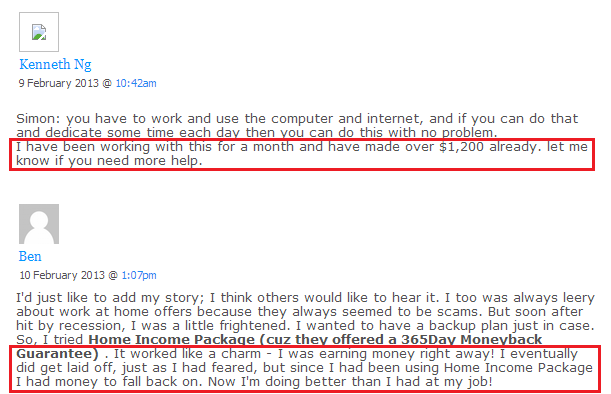 Kenneth Ng
9 February 2013 @ 10:42am
Simon: you have to work and use the computer and internet, and if you can do that
and dedicate some time each day then you can do this with no problem.
I have been working with this for a month and have made over $1,200 already. let me
know if you need more help.
Ben
10 February 2013 @ 1:07pm
I'd just like to add my story; I think others would like to hear it. I too was always leery
about work at home offers because they always seemed to be scams. But soon after
hit by recession, I was a little frightened. I wanted to have a backup plan just in case.
So, I tried Home Income Package (cuz they offered a 365Day Moneyback
Guarantee) . It worked like a charm - I was earning money right away! I eventually
did get laid off, just as I had feared, but since I had been using Home Income Package
I had money to fall back on. Now I'm doing better than I had at my job!